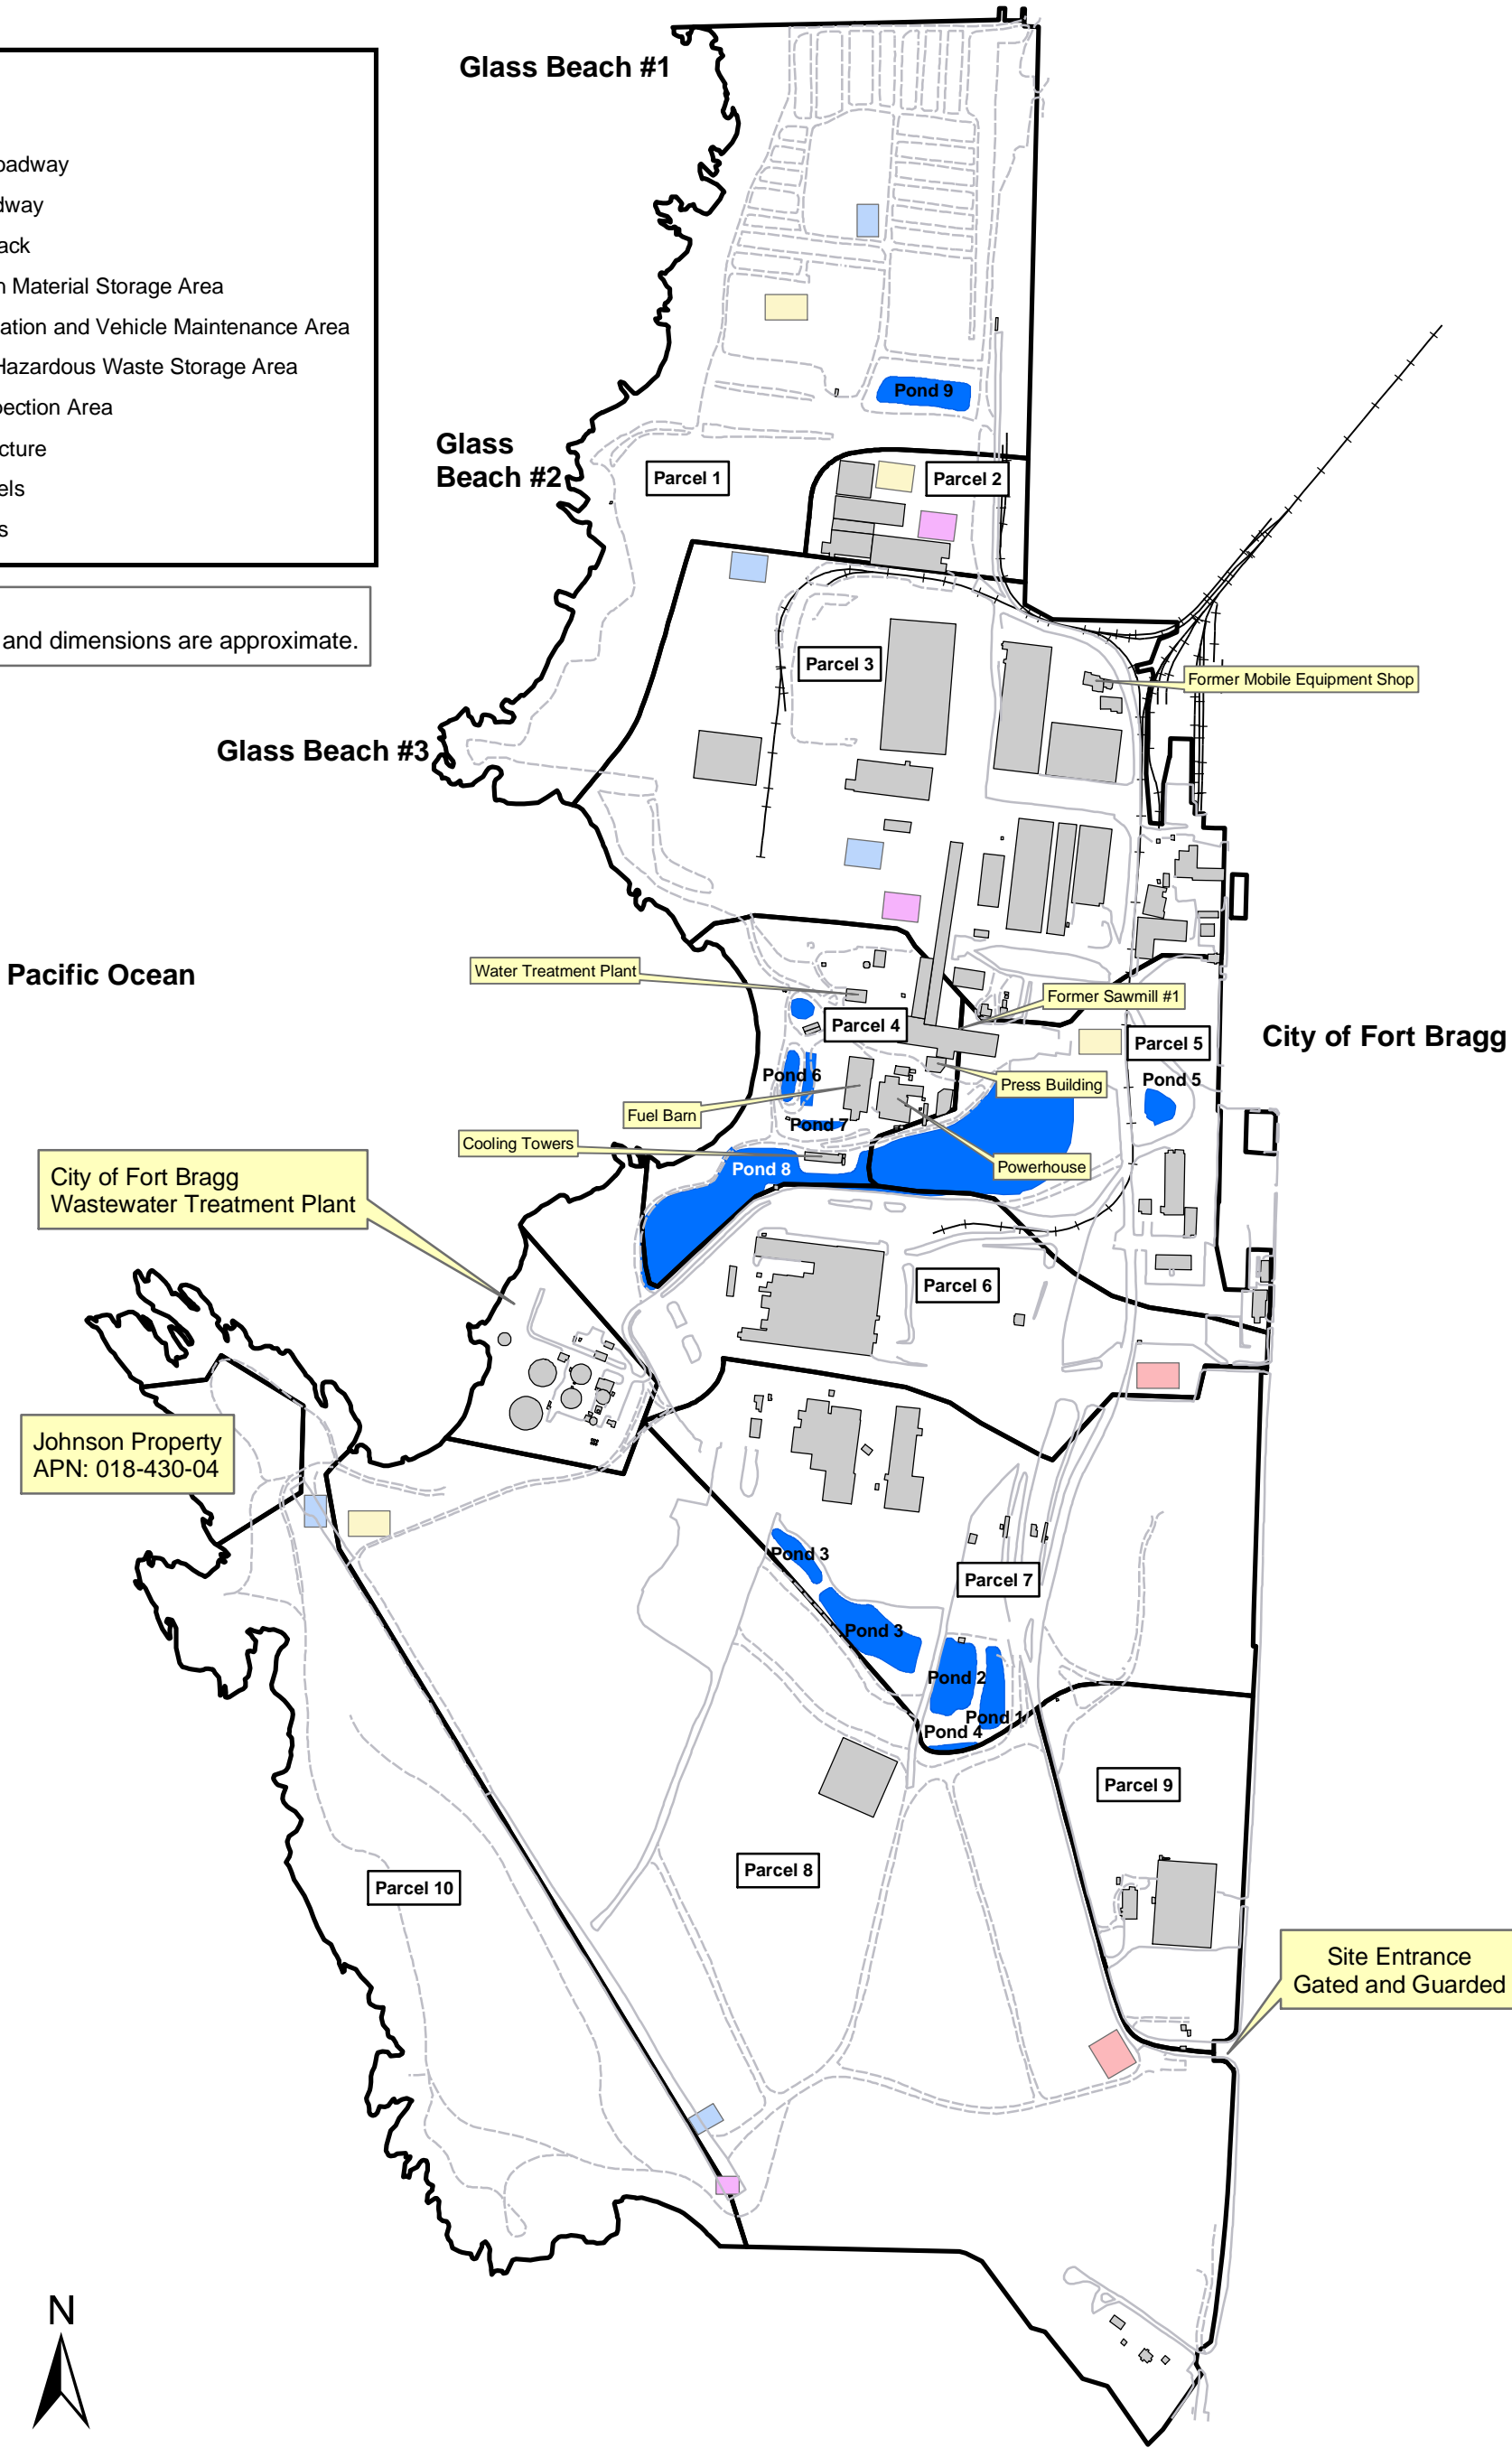 Glass Beach #1
dway
ack
Material Storage Area
ation and Vehicle Maintenance Area
Hazardous Waste Storage Area
Area
and dimensions are approximate.
Pond 9
Glass
Beach #2
Parcel 1
Parcel 2
Parcel 3
Former Mobile Equipment Shop
Glass Beach #3
Pacific Ocean
Water Treatment Plant
Former Sawmill #1
Parcel 4
Parcel 5
City of Fort Bragg
Pond 6
Press Building
Pond 5
Fuel Barn
Pond 7
Cooling Towers
Pond 8
Powerhouse
City of Fort Bragg
Wastewater Treatment Plant
Parcel 6
Johnson Property
APN: 018-430-04
Pond 3
Parcel 7
Pond 3
Pond 2
Pond 1
Pond 4
Parcel 9
Parcel 8
Parcel 10
Site Entrance
Gated and Guarded
N